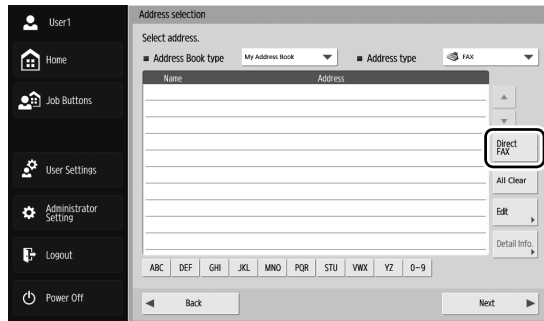 User1
Home
Job Buttons
User Settings
Administrator
Setting
Logout
Power Off
Address selection
Select address.
■ Address Book type My Address Book ■ Address type FAX
Name Address
Direct
FAX
All Clear
Edit
Detail Info.
ABC DEF GHI JKL MNO PQR STU VWX YZ 0-9
Back Next